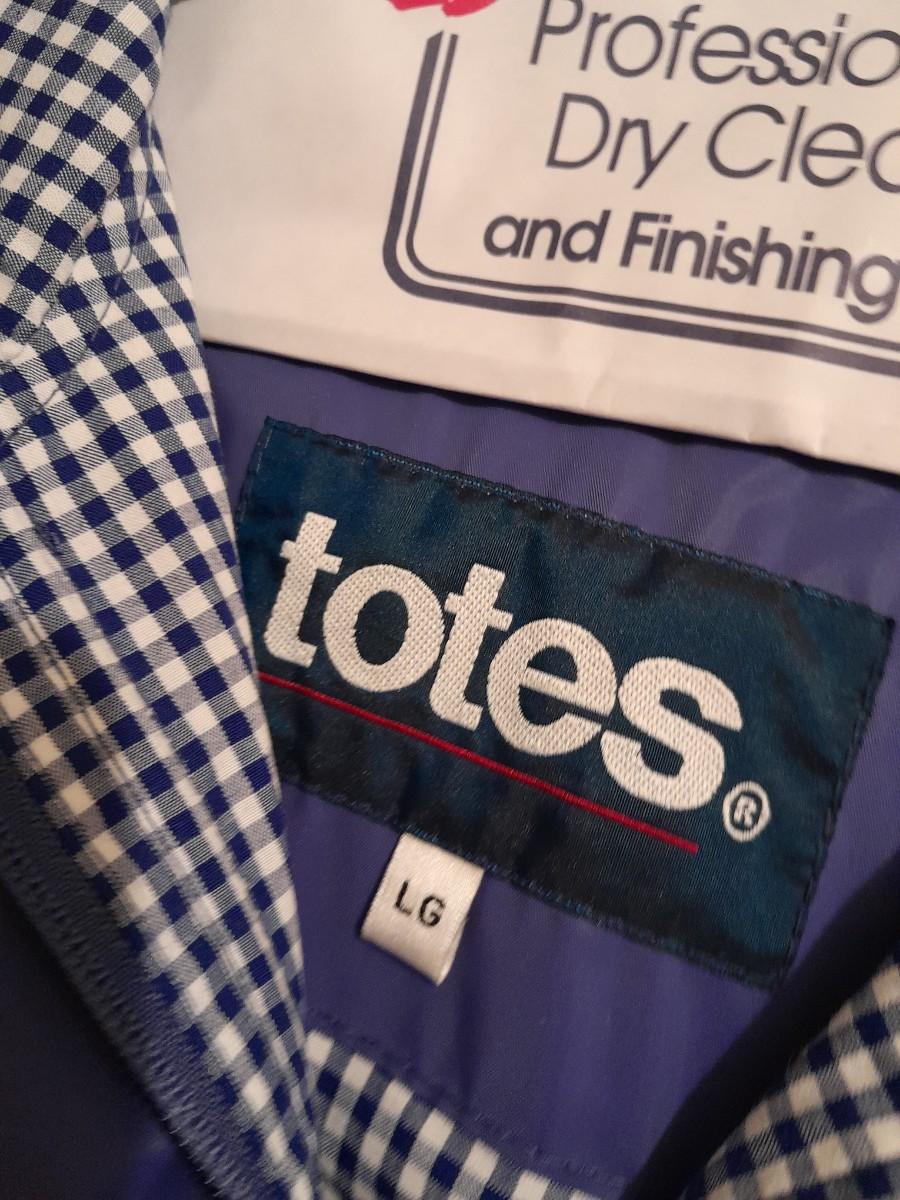 Professio
Dry Clea
and Finishing
totes®
LG